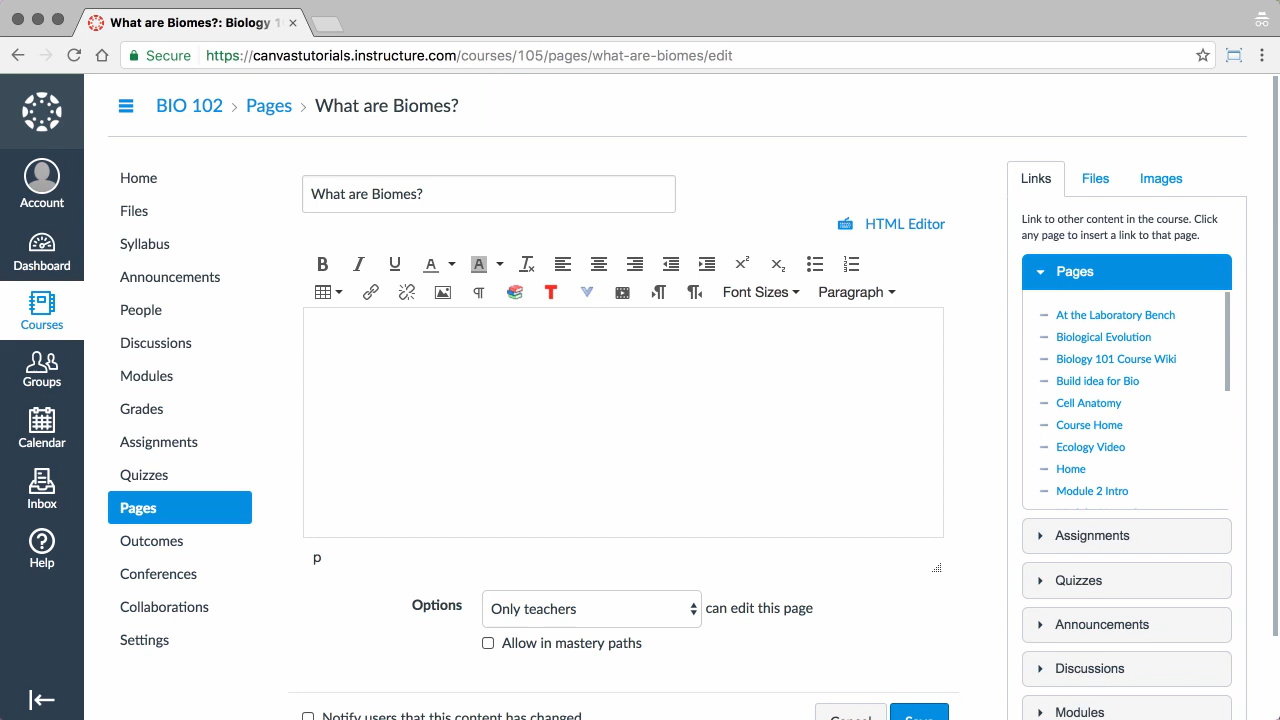 What are Biomes?: Biology 1
Secure https://canvastutorials.instructure.com/courses/105/pages/what-are-biomes/edit
BIO 102 > Pages > What are Biomes?
Account
Dashboard
Courses
Groups
Calendar
Inbox
Help
Home
Files
Syllabus
Announcements
People
Discussions
Modules
Grades
Assignments
Quizzes
Pages
Outcomes
Conferences
Collaborations
Settings
What are Biomes?
HTML Editor
Font Sizes Paragraph
p
Options Only teachers can edit this page
Allow in mastery paths
Notify users that this content has changed
Cancel Save
Links Files Images
Link to other content in the course. Click
any page to insert a link to that page.
Pages
At the Laboratory Bench
Biological Evolution
Biology 101 Course Wiki
Build idea for Bio
Cell Anatomy
Course Home
Ecology Video
Home
Module 2 Intro
Assignments
Quizzes
Announcements
Discussions
Modules